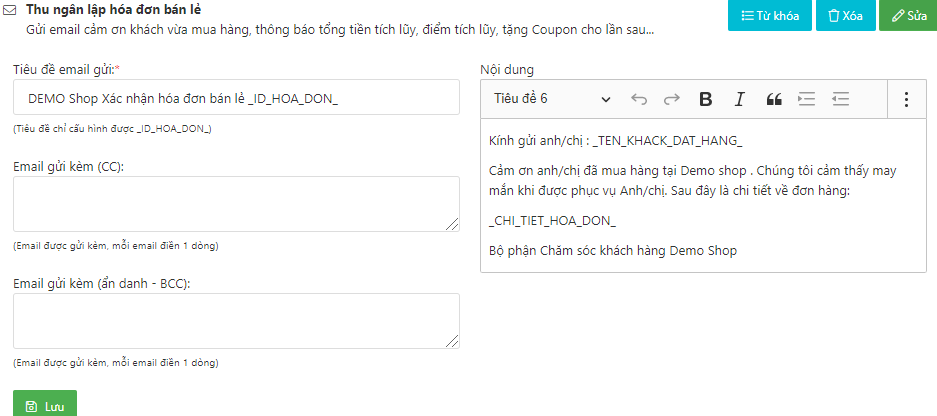 Thu ngân lập hóa đơn bán lẻ
Gửi email cảm ơn khách vừa mua hàng, thông báo tổng tiền tích lũy, điểm tích lũy, tặng Coupon cho lần sau...
Từ khóa
Xóa
Sửa
Tiêu đề email gửi:*
DEMO Shop Xác nhận hóa đơn bán lẻ _ID_HOA_DON_
(Tiêu đề chỉ cấu hình được _ID_HOA_DON_)
Email gửi kèm (CC):
(Email được gửi kèm, mỗi email điền 1 dòng)
Email gửi kèm (ẩn danh - BCC):
(Email được gửi kèm, mỗi email điền 1 dòng)
Lưu
Nội dung
Tiêu đề 6
B I
Kính gửi anh/chị : _TEN_KHACK_DAT_HANG_
Cảm ơn anh/chị đã mua hàng tại Demo shop . Chúng tôi cảm thấy may
mắn khi được phục vụ Anh/chị. Sau đây là chi tiết về đơn hàng:
_CHI_TIET_HOA_DON_
Bộ phận Chăm sóc khách hàng Demo Shop